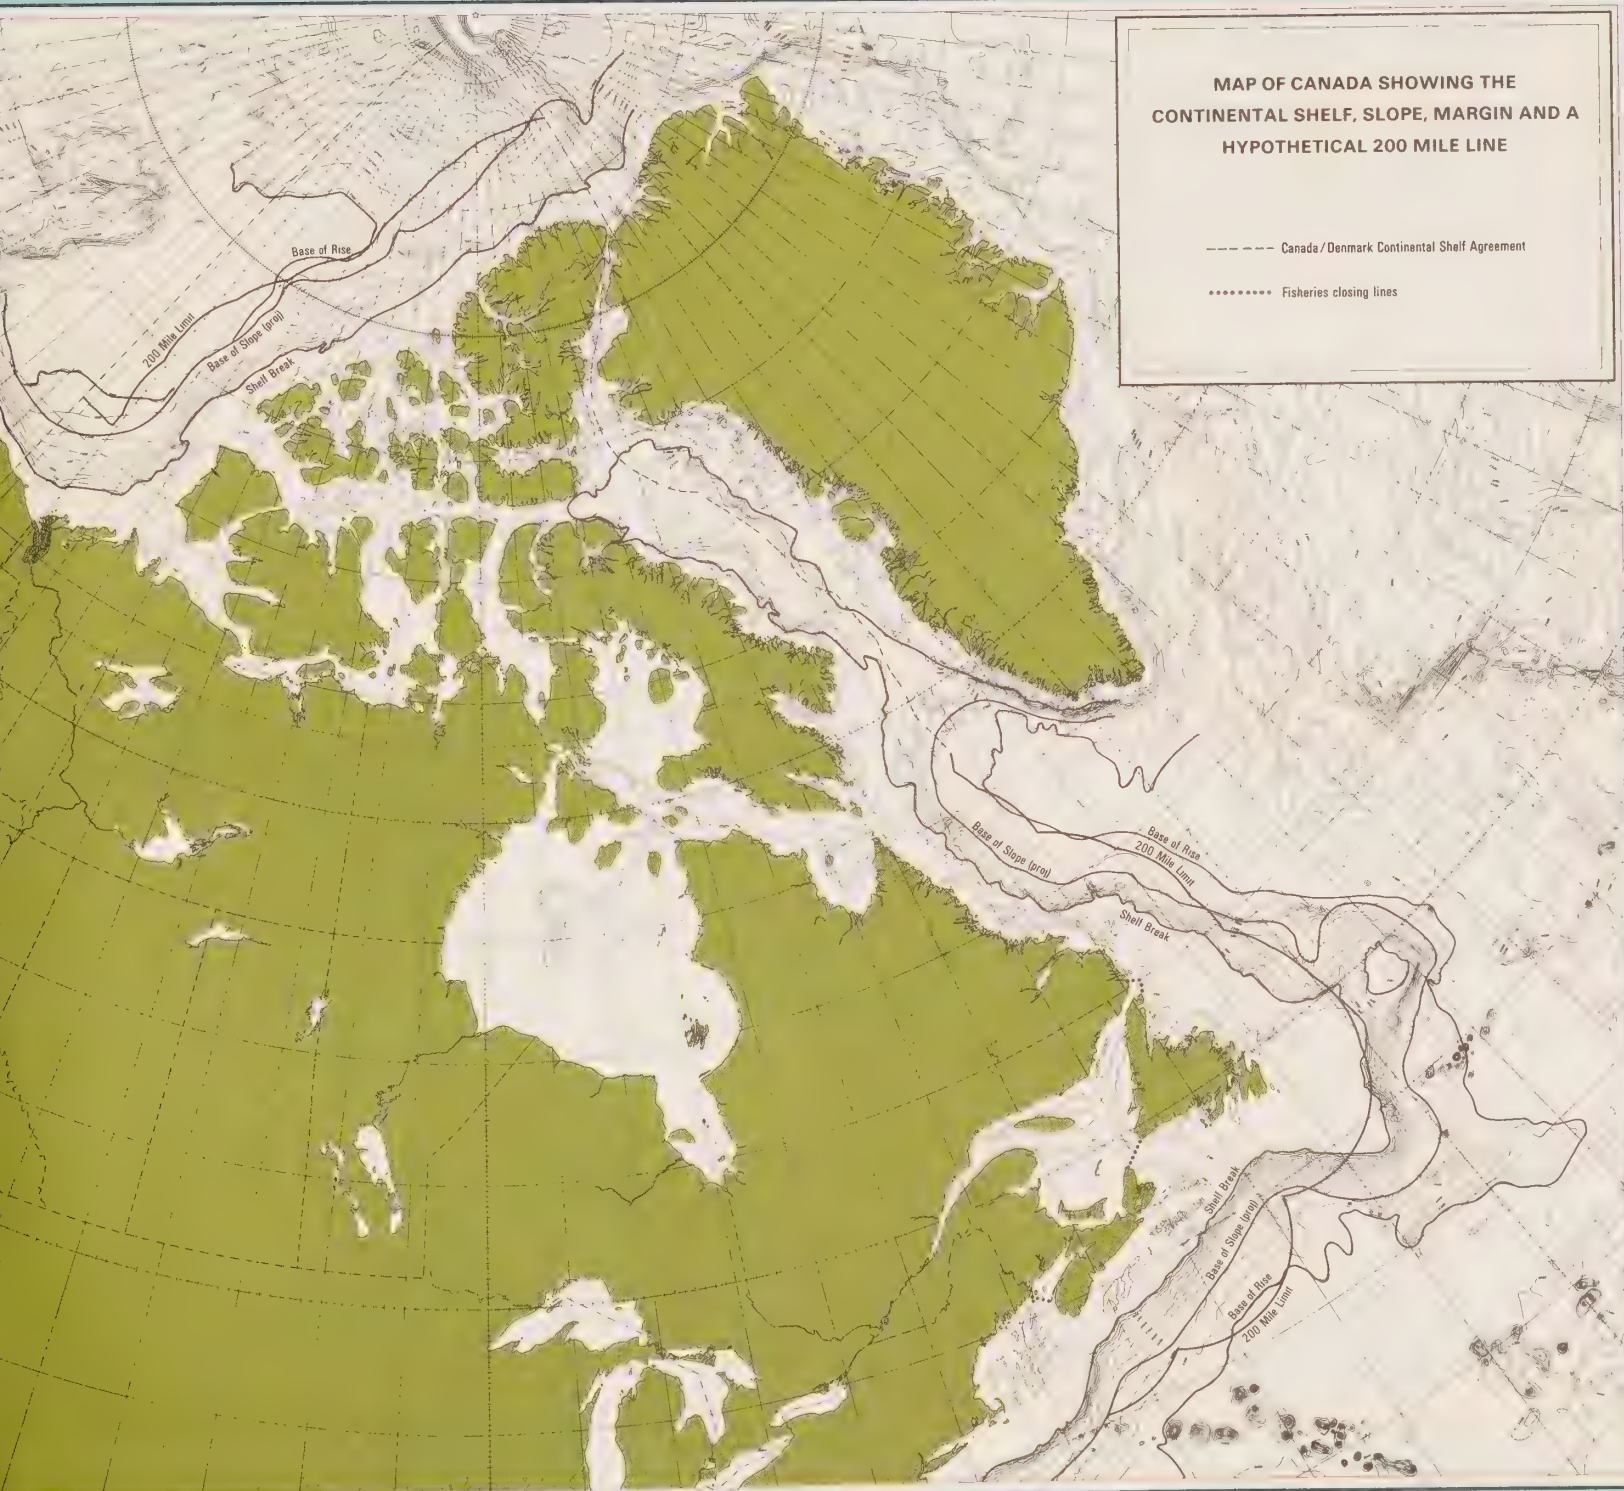 MAP OF CANADA SHOWING THE
CONTINENTAL SHELF, SLOPE, MARGIN AND A
HYPOTHETICAL 200 MILE LINE
Canada/Denmark Continental Shelf Agreement
Fisheries closing lines
Base of Rise
200 Mile Limit
Base of Slope (proj)
Shelf Break
Base of Rise
200 Mile Limit
Base of Slope (proj)
Shelf Break
Shelf Break
Base of Slope (proj)
Base of Rise
200 Mile Limit